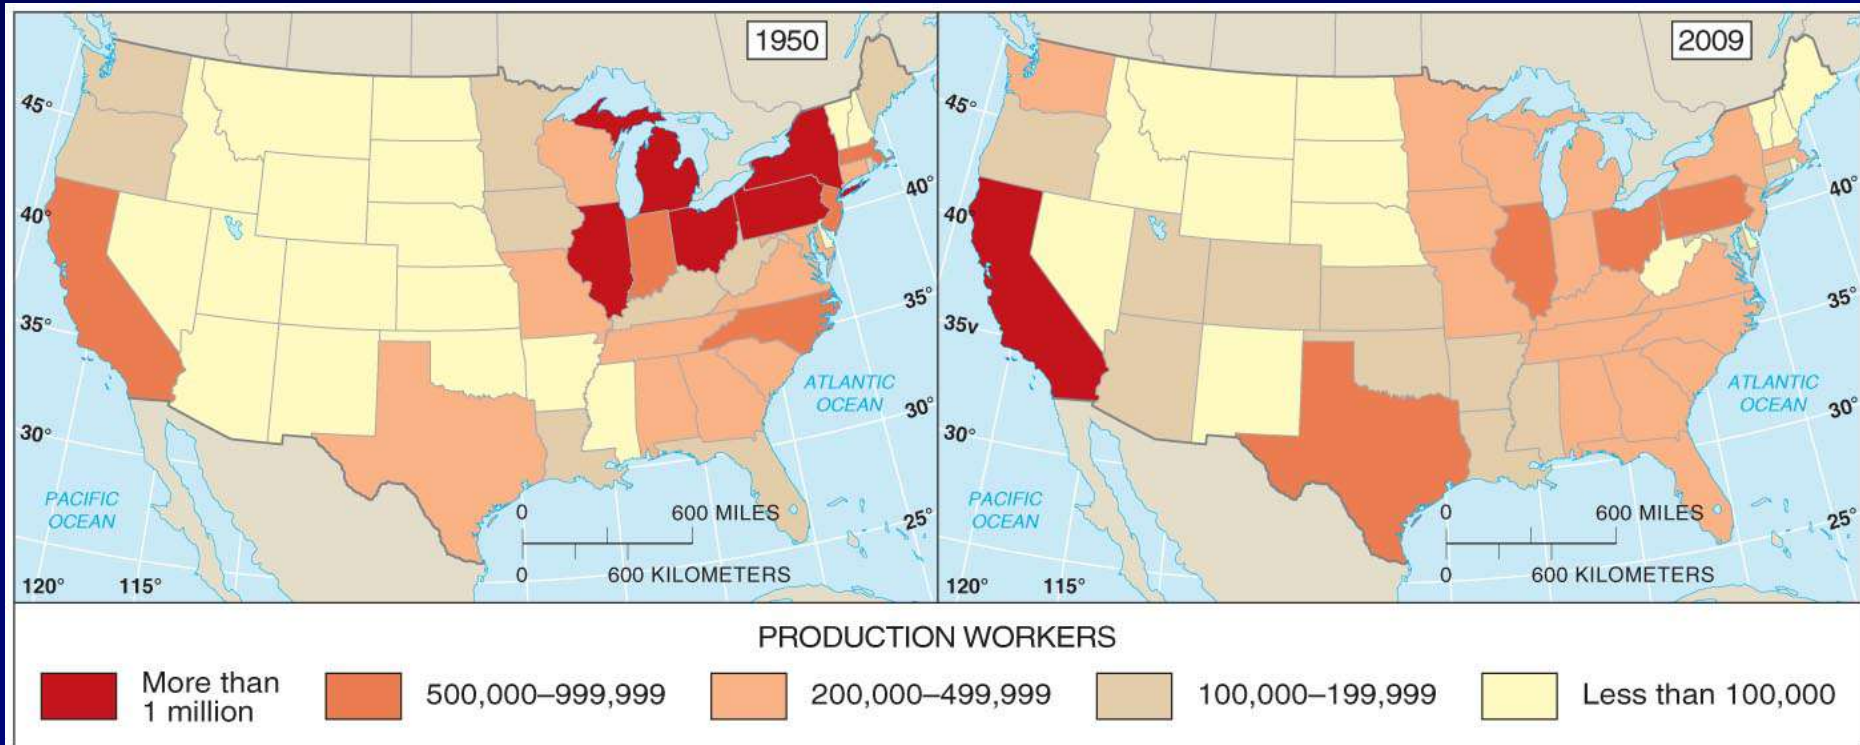 1950
45°
40°
35°
30°
120°
115°
40°
35°
30°
25°
PACIFIC
OCEAN
ATLANTIC
OCEAN
0
600 MILES
0
600 KILOMETERS
2009
45°
40°
35v
30°
120°
115°
40°
35°
30°
25°
PACIFIC
OCEAN
ATLANTIC
OCEAN
0
600 MILES
0
600 KILOMETERS
PRODUCTION WORKERS
More than
1 million
500,000–999,999
200,000–499,999
100,000–199,999
Less than 100,000